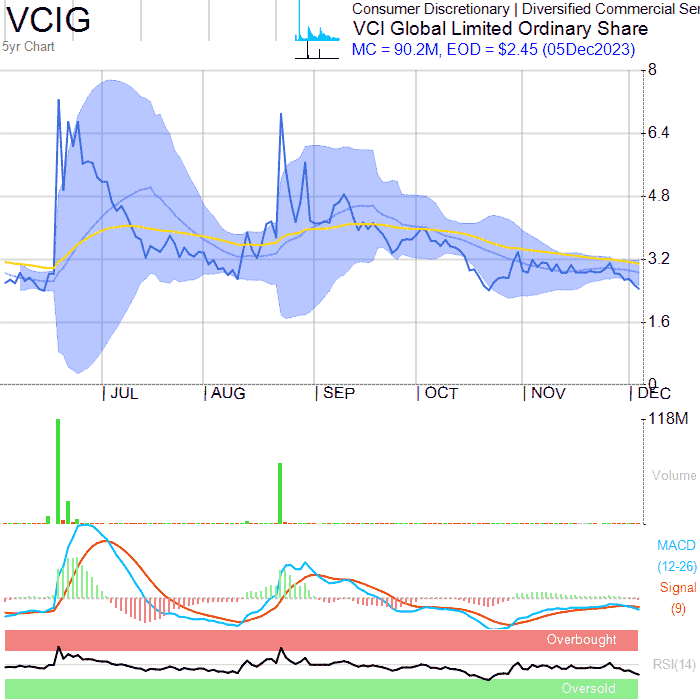 VCIG
5yr Chart
Consumer Discretionary | Diversified Commercial Ser
VCI Global Limited Ordinary Share
MC = 90.2M, EOD = $2.45 (05Dec2023)
8
6.4
4.8
3.2
1.6
0
JUL AUG SEP OCT NOV DEC
118M
Volume
MACD
(12-26)
Signal
(9)
Overbought
RSI(14)
Oversold